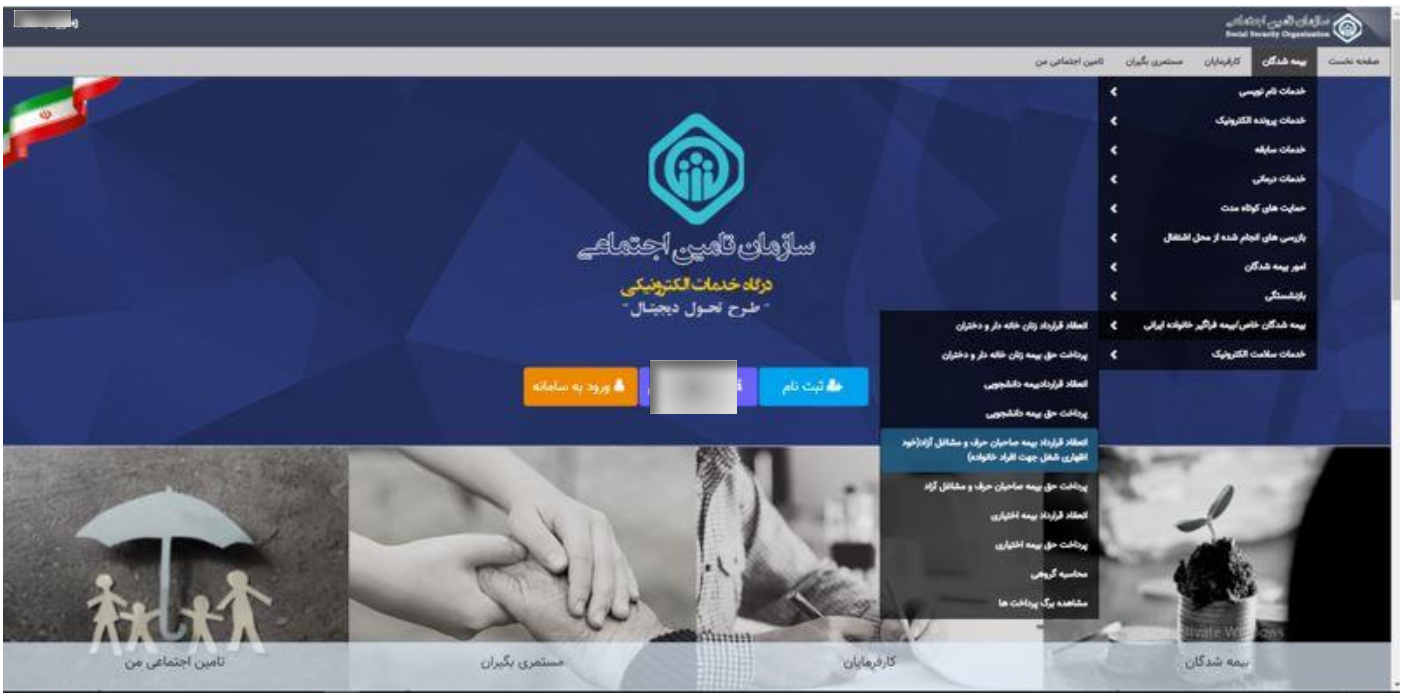 سازمان تامین اجتماعی
Social Security Organization
صفحه نخست
بیمه شدگان
کارفرمایان
مستمری بگیران
تامین اجتماعی من
خدمات نام نویسی
خدمات پرونده الکترونیک
خدمات سابقه
خدمات درمانی
حمایت های کوتاه مدت
بازرسی های انجام شده از محل اشتغال
امور بیمه شدگان
بازنشستگی
بیمه شدگان خاص/بیمه فراگیر خانواده ایرانی
خدمات سلامت الکترونیک
انعقاد قرارداد زنان خانه دار و دختران
پرداخت حق بیمه زنان خانه دار و دختران
انعقاد قراردادبیمه دانشجویی
پرداخت حق بیمه دانشجویی
انعقاد قرارداد بیمه صاحبان حرف و مشاغل آزاد(خود
اظهاری شغل جهت افراد خانواده)
پرداخت حق بیمه صاحبان حرف و مشاغل آزاد
انعقاد قرارداد بیمه اختیاری
پرداخت حق بیمه اختیاری
محاسبه گروهی
مشاهده برگ پرداخت ها
سازمان تامین اجتماعی
درگاه خدمات الکترونیکی
- طرح تحول دیجیتال -
ثبت نام
ورود به سامانه
بیمه شدگان
کارفرمایان
مستمری بگیران
تامین اجتماعی من